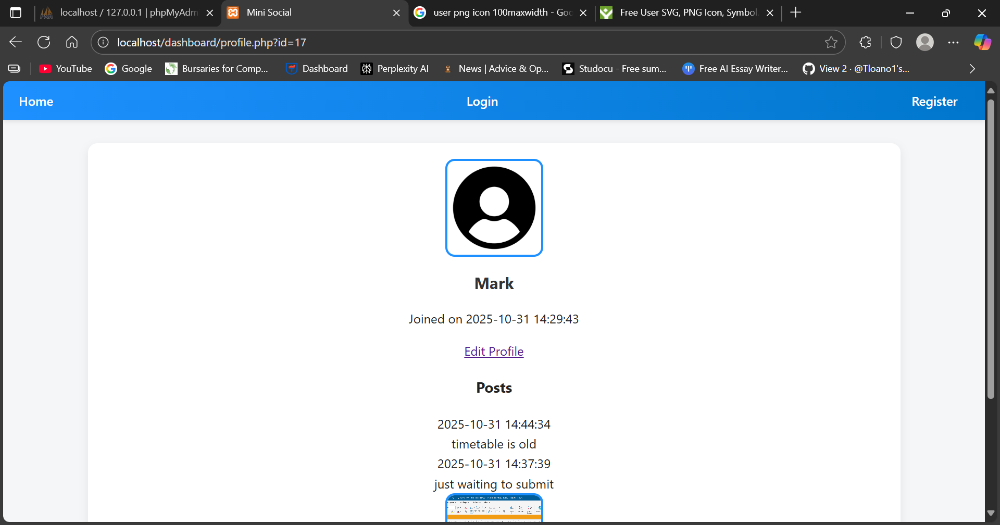 localhost / 127.0.0.1 | phpMyAdm
Mini Social
user png icon 100maxwidth - Goo
Free User SVG, PNG Icon, Symbol.
localhost/dashboard/profile.php?id=17
YouTube
Google
Bursaries for Comp...
Dashboard
Perplexity AI
News | Advice & Op...
Studocu - Free sum...
Free AI Essay Writer...
View 2 · @Tloano1's...
Home
Login
Register
Mark
Joined on 2025-10-31 14:29:43
Edit Profile
Posts
2025-10-31 14:44:34
timetable is old
2025-10-31 14:37:39
just waiting to submit